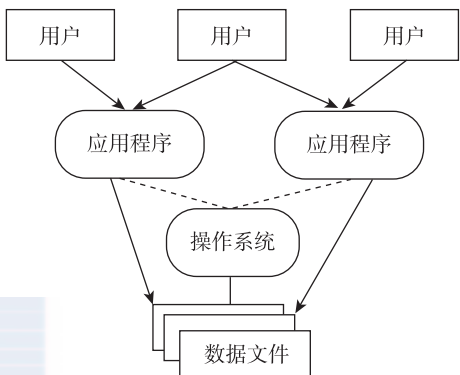 用户
用户
用户
应用程序
应用程序
操作系统
数据文件